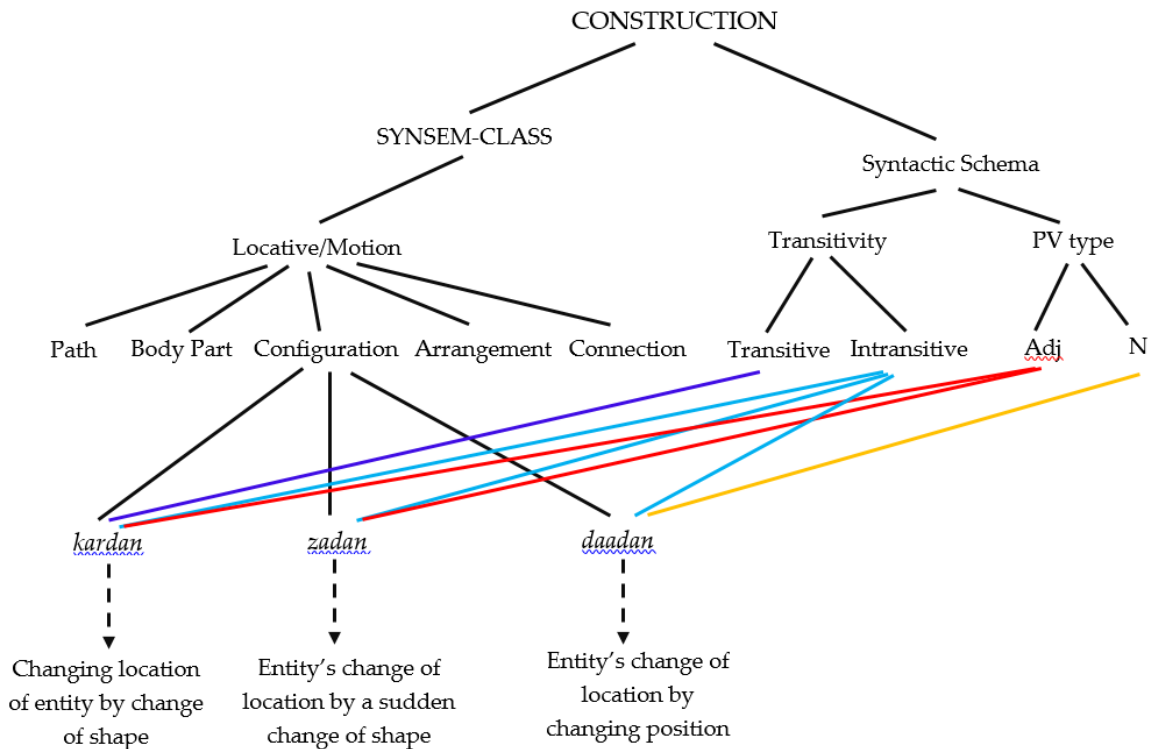 CONSTRUCTION
SYNSEM-CLASS
Syntactic Schema
Locative/Motion
Transitivity
PV type
Path
Body Part
Configuration
Arrangement
Connection
Transitive
Intransitive
Adj
N
kardan
zadan
daadan
Changing location
of entity by change
of shape
Entity's change of
location by a sudden
change of shape
Entity's change of
location by
changing position